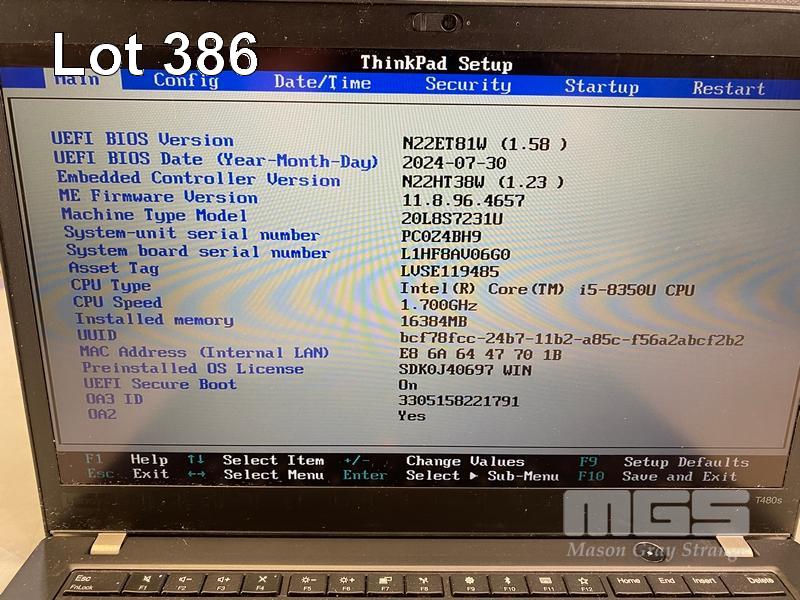 Lot 386
ThinkPad Setup
Main Config Date/Time Security Startup Restart
UEFI BIOS Version N22ET81W (1.58 )
UEFI BIOS Date (Year-Month-Day) 2024-07-30
Embedded Controller Version N22HT38W (1.23 )
ME Firmware Version 11.8.96.4657
Machine Type Model 20L8S7231U
System-unit serial number PC0Z4BH9
System board serial number L1HF8AV06G0
Asset Tag LVSE119485
CPU Type Intel(R) Core(TM) i5-8350U CPU
CPU Speed 1.700GHz
Installed memory 16384MB
UUID bcf78fcc-24b7-11b2-a85c-f56a2abcf2b2
MAC Address (Internal LAN) E8 6A 64 47 70 1B
Preinstalled OS License SDK0J40697 WIN
UEFI Secure Boot On
OA3 ID 3305158221791
OA2 Yes
F1 Help ↑↓ Select Item +/- Change Values F9 Setup Defaults
Esc Exit ←→ Select Menu Enter Select ▶ Sub-Menu F10 Save and Exit
T480s
MGS
Mason Gray Strange
Esc FnLock F1 F2 F3 F4 F5 F6 F7 F8 F9 F10 F11 F12 Home End Insert Delete